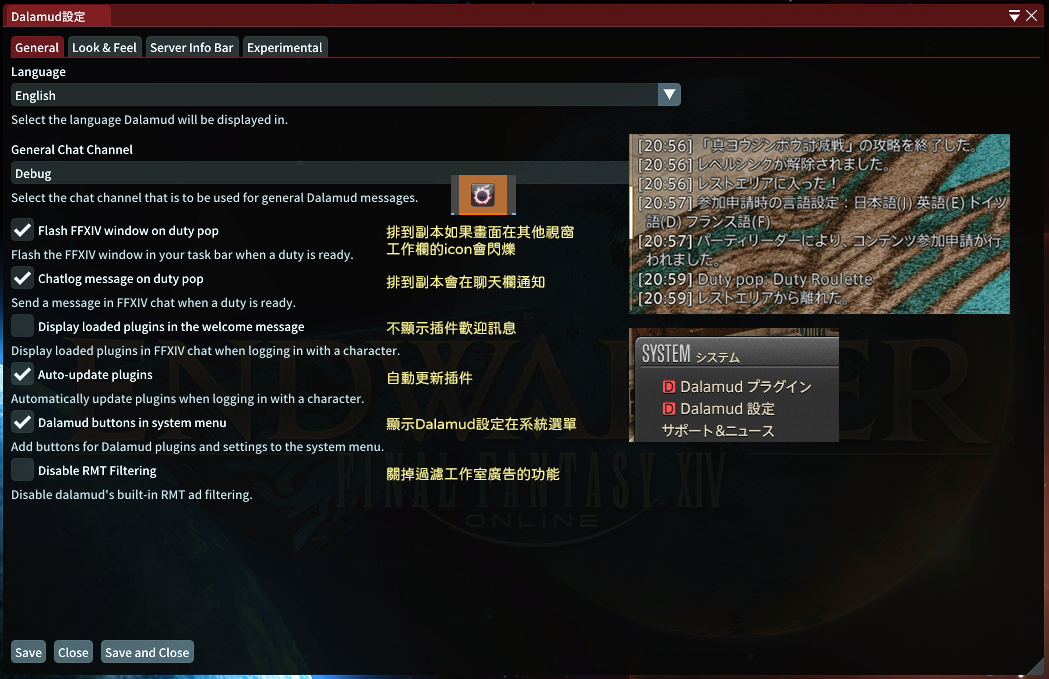 Dalamud設定
General
Look & Feel
Server Info Bar
Experimental
Language
English
Select the language Dalamud will be displayed in.
General Chat Channel
Debug
Select the chat channel that is to be used for general Dalamud messages.
Flash FFXIV window on duty pop
Flash the FFXIV window in your task bar when a duty is ready.
排到副本如果畫面在其他視窗
工作欄的icon會閃爍
Chatlog message on duty pop
Send a message in FFXIV chat when a duty is ready.
排到副本會在聊天欄通知
Display loaded plugins in the welcome message
Display loaded plugins in FFXIV chat when logging in with a character.
不顯示插件歡迎訊息
Auto-update plugins
Automatically update plugins when logging in with a character.
自動更新插件
Dalamud buttons in system menu
Add buttons for Dalamud plugins and settings to the system menu.
顯示Dalamud設定在系統選單
Disable RMT Filtering
Disable dalamud's built-in RMT ad filtering.
關掉過濾工作室廣告的功能
[20:56] 「真ヨウジンボウ討滅戦」の攻略を終了した。
[20:56] レベルシンクが解除されました。
[20:56] レストエリアに入った！
[20:57] 参加申請時の言語設定：日本語(J) 英語(E) ドイツ
語(D) フランス語(F)
[20:57] パーティリーダーにより、コンテンツ参加申請が行
われました。
[20:59] Duty pop: Duty Roulette
[20:59] レストエリアから離れた。
SYSTEM システム
D Dalamud プラグイン
D Dalamud 設定
サポート＆ニュース
ENDWALKER
FINAL FANTASY XIV
ONLINE
Save
Close
Save and Close